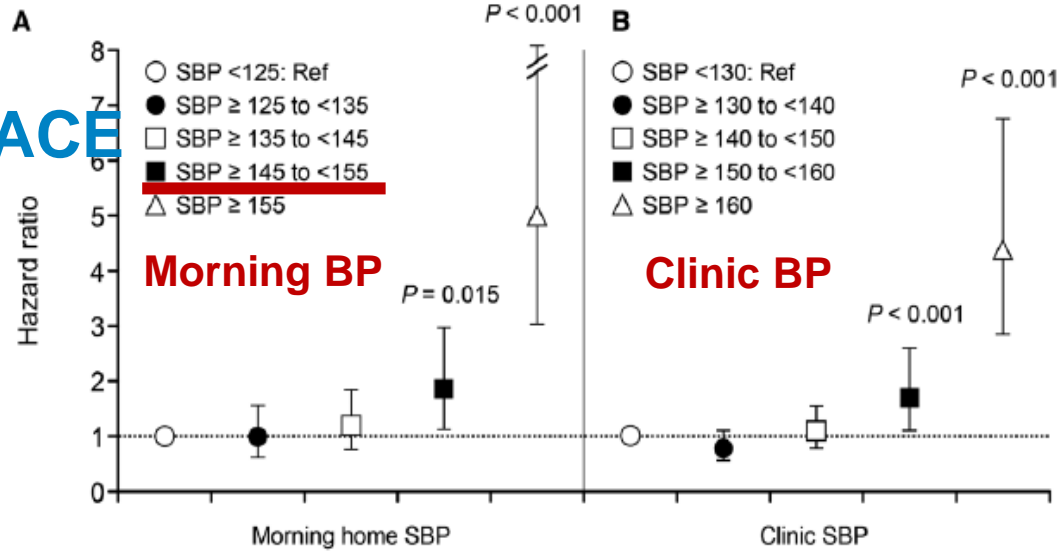 A
P < 0.001
SBP <125: Ref
SBP ≥ 125 to <135
SBP ≥ 135 to <145
SBP ≥ 145 to <155
SBP ≥ 155
ACE
Morning BP
P = 0.015
8
7
6
5
4
3
2
1
0
Hazard ratio
Morning home SBP
B
P < 0.001
SBP <130: Ref
SBP ≥ 130 to <140
SBP ≥ 140 to <150
SBP ≥ 150 to <160
SBP ≥ 160
Clinic BP
P < 0.001
Clinic SBP